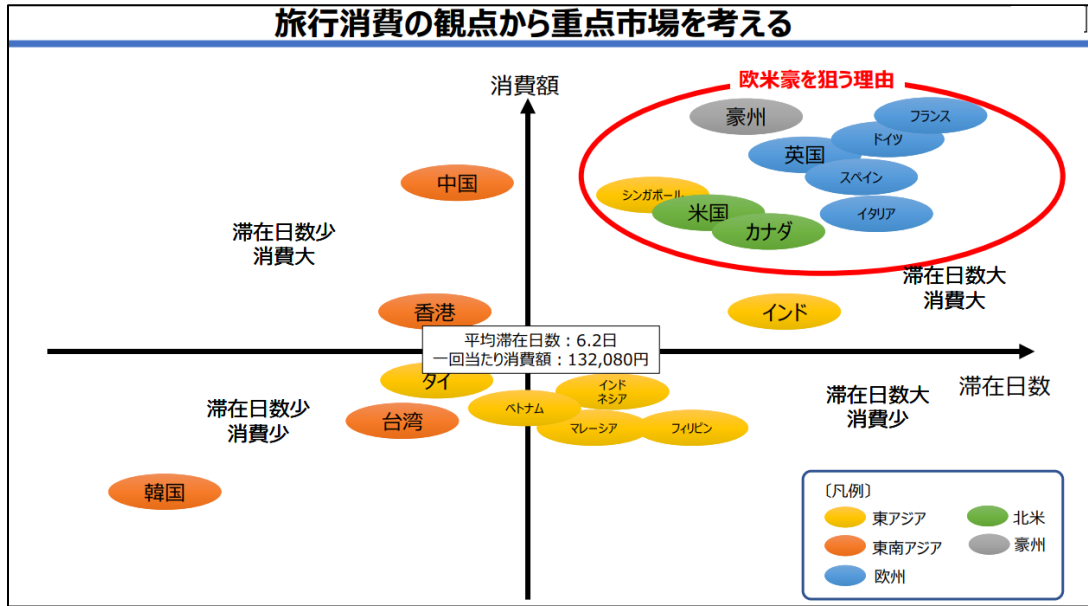 旅行消費の観点から重点市場を考える
消費額
欧米豪を狙う理由
豪州
フランス
ドイツ
英国
スペイン
中国
シンガポール
米国
イタリア
カナダ
滞在日数少
消費大
滞在日数大
消費大
香港
インド
平均滞在日数：6.2日
一回当たり消費額：132,080円
滞在日数
タイ
インド
ネシア
ベトナム
滞在日数少
消費少
台湾
マレーシア
フィリピン
滞在日数大
消費少
韓国
〔凡例〕
東アジア
北米
東南アジア
豪州
欧州